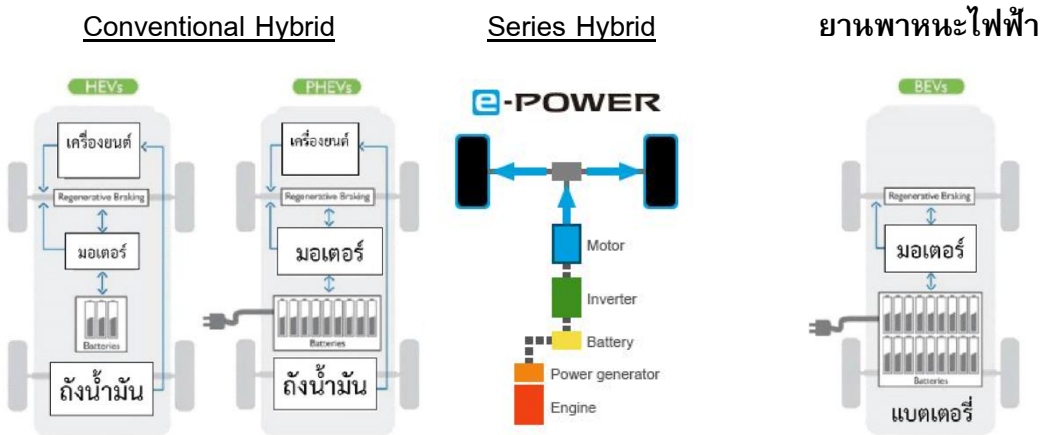 Conventional Hybrid
Series Hybrid
ยานพาหนะไฟฟ้า
HEVs
เครื่องยนต์
Regenerative Braking
มอเตอร์
Batteries
ถังน้ำมัน
PHEVs
เครื่องยนต์
Regenerative Braking
มอเตอร์
Batteries
ถังน้ำมัน
e-POWER
Motor
Inverter
Battery
Power generator
Engine
BEVs
Regenerative Braking
มอเตอร์
Batteries
แบตเตอรี่